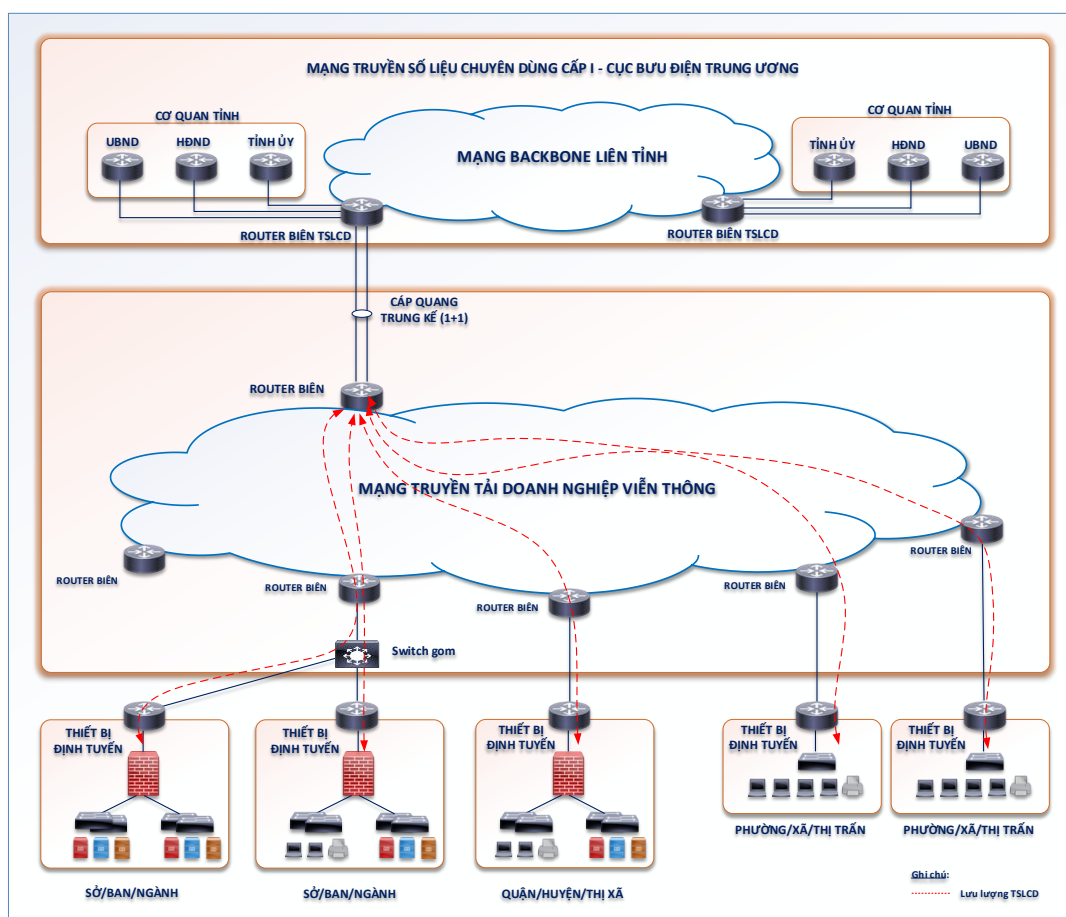 MẠNG TRUYỀN SỐ LIỆU CHUYÊN DÙNG CẤP I - CỤC BƯU ĐIỆN TRUNG ƯƠNG
CƠ QUAN TỈNH
UBND
HĐND
TỈNH ỦY
MẠNG BACKBONE LIÊN TỈNH
CƠ QUAN TỈNH
TỈNH ỦY
HĐND
UBND
ROUTER BIÊN TSLCD
ROUTER BIÊN TSLCD
CÁP QUANG
TRUNG KẾ (1+1)
ROUTER BIÊN
MẠNG TRUYỀN TẢI DOANH NGHIỆP VIỄN THÔNG
ROUTER BIÊN
ROUTER BIÊN
ROUTER BIÊN
ROUTER BIÊN
ROUTER BIÊN
Switch gom
THIẾT BỊ
ĐỊNH TUYẾN
THIẾT BỊ
ĐỊNH TUYẾN
THIẾT BỊ
ĐỊNH TUYẾN
THIẾT BỊ
ĐỊNH TUYẾN
THIẾT BỊ
ĐỊNH TUYẾN
PHƯỜNG/XÃ/THỊ TRẤN
PHƯỜNG/XÃ/THỊ TRẤN
SỞ/BAN/NGÀNH
SỞ/BAN/NGÀNH
QUẬN/HUYỆN/THỊ XÃ
Ghi chú:
Lưu lượng TSLCD